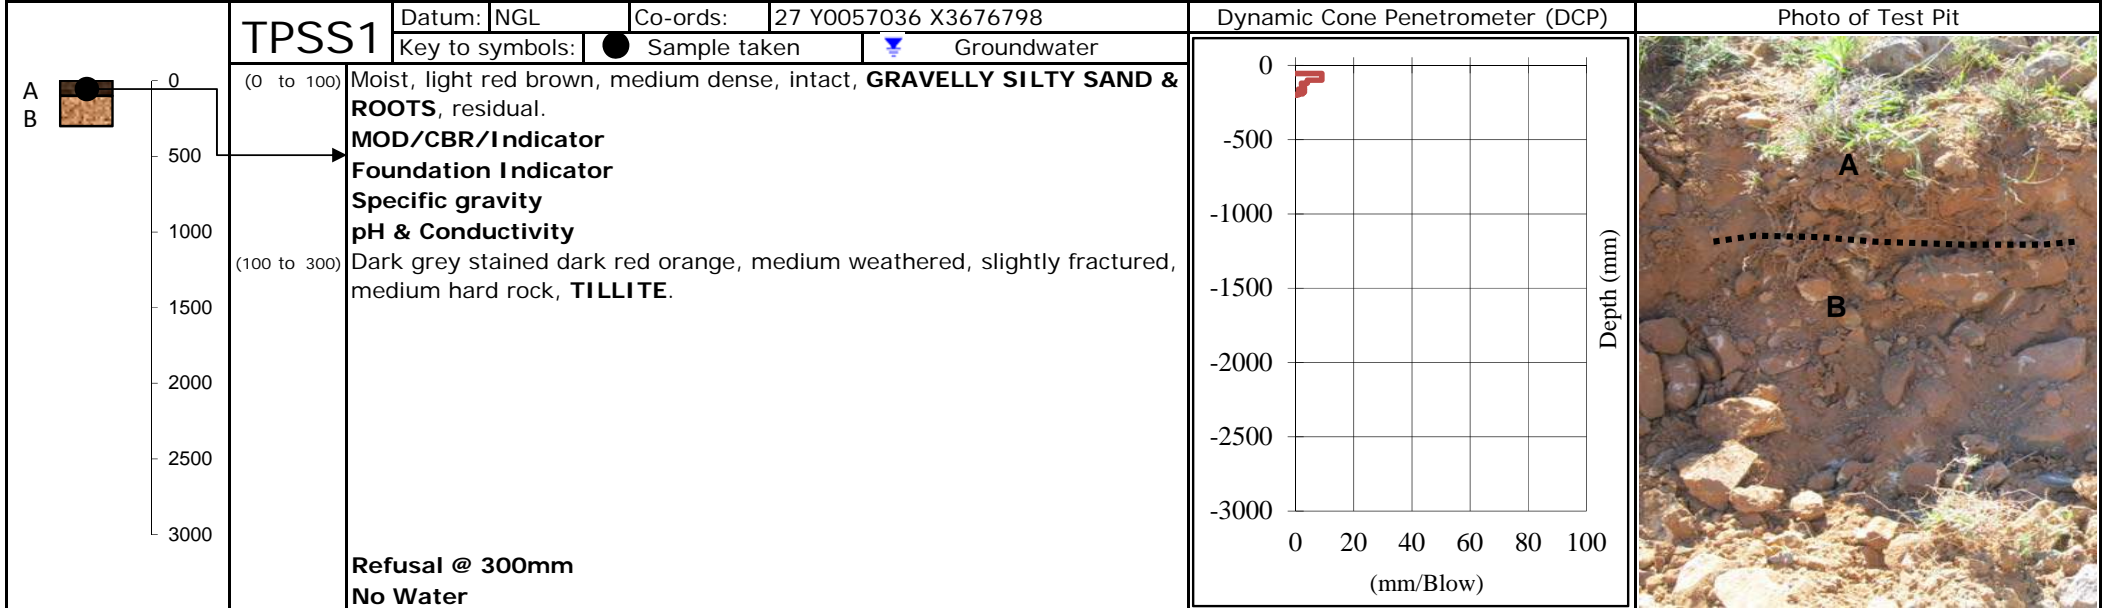 TPSS1
Datum: NGL Co-ords: 27 Y0057036 X3676798
Key to symbols: Sample taken Groundwater
Dynamic Cone Penetrometer (DCP)
Photo of Test Pit
A
B
0
500
1000
1500
2000
2500
3000
(0 to 100) Moist, light red brown, medium dense, intact, GRAVELLY SILTY SAND &
ROOTS, residual.
MOD/CBR/Indicator
Foundation Indicator
Specific gravity
pH & Conductivity
(100 to 300) Dark grey stained dark red orange, medium weathered, slightly fractured,
medium hard rock, TILLITE.
Refusal @ 300mm
No Water
0
-500
-1000
-1500
-2000
-2500
-3000
0 20 40 60 80 100
(mm/Blow)
Depth (mm)
A
B